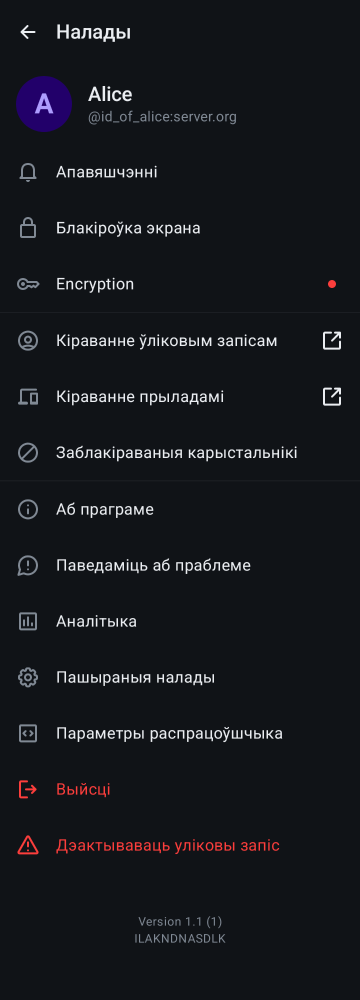 Налады
A
Alice
@id_of_alice:server.org
Апавяшчэнні
Блакіроўка экрана
Encryption
Кіраванне ўліковым запісам
Кіраванне прыладамі
Заблакіраваныя карыстальнікі
Аб праграме
Паведаміць аб праблеме
Аналітыка
Пашыраныя налады
Параметры распрацоўшчыка
Выйсці
Дэактываваць уліковы запіс
Version 1.1 (1)
ILAKNDNASDLK